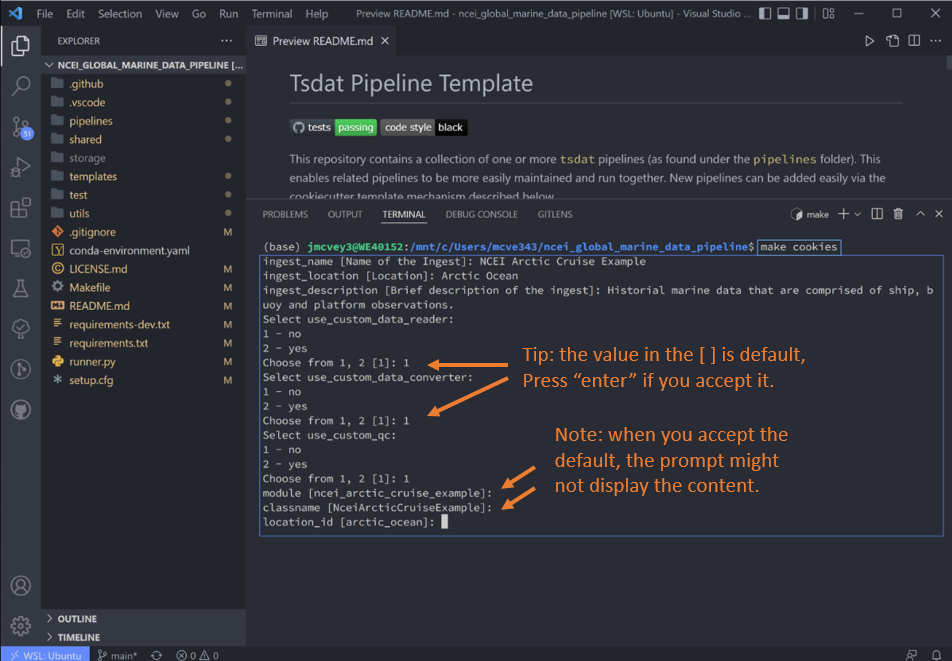 File Edit Selection View Go Run Terminal Help Preview README.md - ncei_global_marine_data_pipeline [WSL: Ubuntu] - Visual Studio ...
EXPLORER ...
NCEI_GLOBAL_MARINE_DATA_PIPELINE [...
.github
.vscode
pipelines
shared
storage
templates
test
utils
.gitignore M
conda-environment.yaml
LICENSE.md M
Makefile M
README.md M
requirements-dev.txt M
requirements.txt M
runner.py M
setup.cfg M
OUTLINE
TIMELINE
51
Preview README.md
Tsdat Pipeline Template
tests passing code style black
This repository contains a collection of one or more tsdat pipelines (as found under the pipelines folder). This
enables related pipelines to be more easily maintained and run together. New pipelines can be added easily via the
cookiecutter template mechanism described below
PROBLEMS OUTPUT TERMINAL DEBUG CONSOLE GITLENS make
(base) jmcvey3@WE40152:/mnt/c/Users/mcve343/ncei_global_marine_data_pipeline$ make cookies
ingest_name [Name of the Ingest]: NCEI Arctic Cruise Example
ingest_location [Location]: Arctic Ocean
ingest_description [Brief description of the ingest]: Historial marine data that are comprised of ship, b
uoy and platform observations.
Select use_custom_data_reader:
1 - no
2 - yes
Choose from 1, 2 [1]: 1
Select use_custom_data_converter:
1 - no
2 - yes
Choose from 1, 2 [1]: 1
Select use_custom_qc:
1 - no
2 - yes
Choose from 1, 2 [1]: 1
module [ncei_arctic_cruise_example]:
classname [NceiArcticCruiseExample]:
location_id [arctic_ocean]:
Tip: the value in the [ ] is default,
Press “enter” if you accept it.
Note: when you accept the
default, the prompt might
not display the content.
WSL: Ubuntu main* 0 0